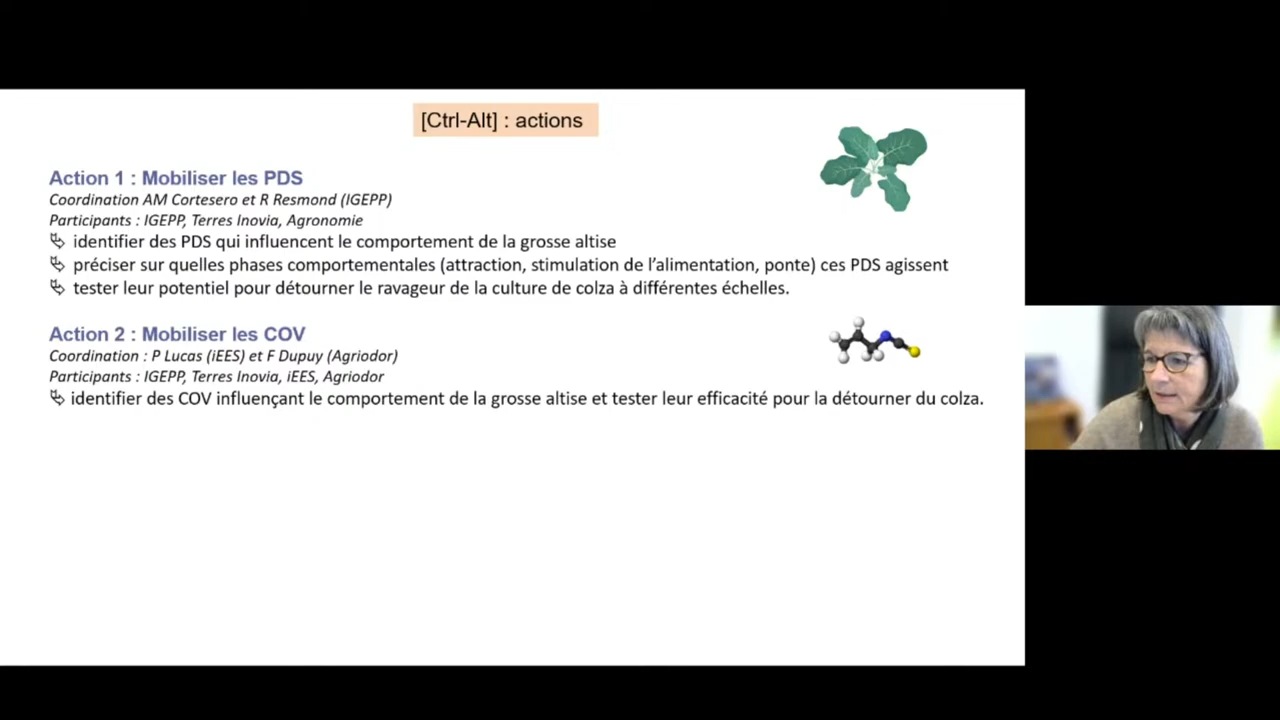 [Ctrl-Alt] : actions
Action 1 : Mobiliser les PDS
Coordination AM Cortesero et R Resmond (IGEPP)
Participants : IGEPP, Terres Inovia, Agronomie
identifier des PDS qui influencent le comportement de la grosse altise
préciser sur quelles phases comportementales (attraction, stimulation de l’alimentation, ponte) ces PDS agissent
tester leur potentiel pour détourner le ravageur de la culture de colza à différentes échelles.
Action 2 : Mobiliser les COV
Coordination : P Lucas (iEES) et F Dupuy (Agriodor)
Participants : IGEPP, Terres Inovia, iEES, Agriodor
identifier des COV influençant le comportement de la grosse altise et tester leur efficacité pour la détourner du colza.